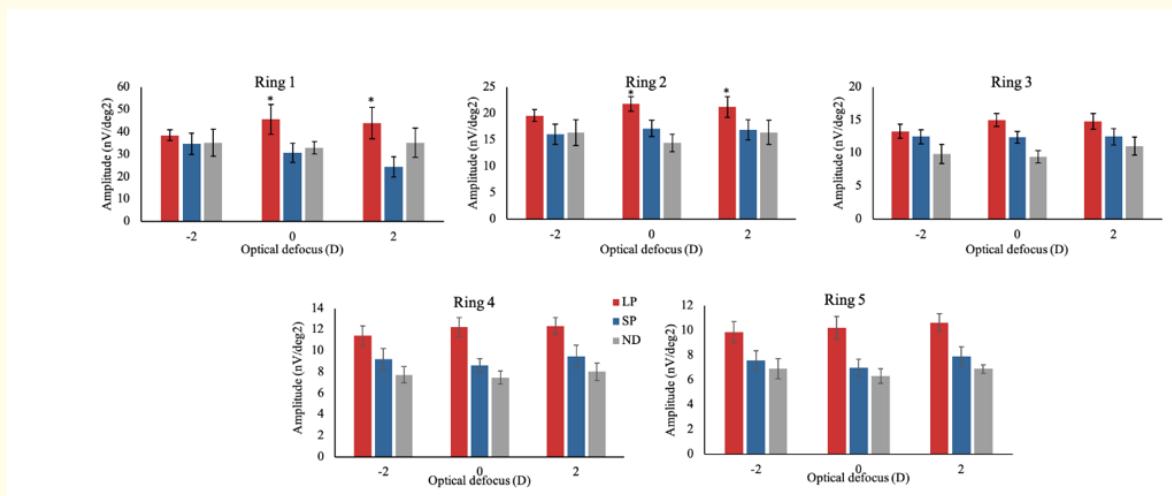 Ring 1
Amplitude (nV/deg2)
60
50
40
30
20
10
0
*
*
-2
0
2
Optical defocus (D)
Ring 2
Amplitude (nV/deg2)
25
20
15
10
5
0
*
*
-2
0
2
Optical defocus (D)
Ring 3
Amplitude (nV/deg2)
20
15
10
5
0
-2
0
2
Optical defocus (D)
Ring 4
Amplitude (nV/deg2)
14
12
10
8
6
4
2
0
-2
0
2
Optical defocus (D)
LP
SP
ND
Ring 5
Amplitude (nV/deg2)
12
10
8
6
4
2
0
-2
0
2
Optical defocus (D)